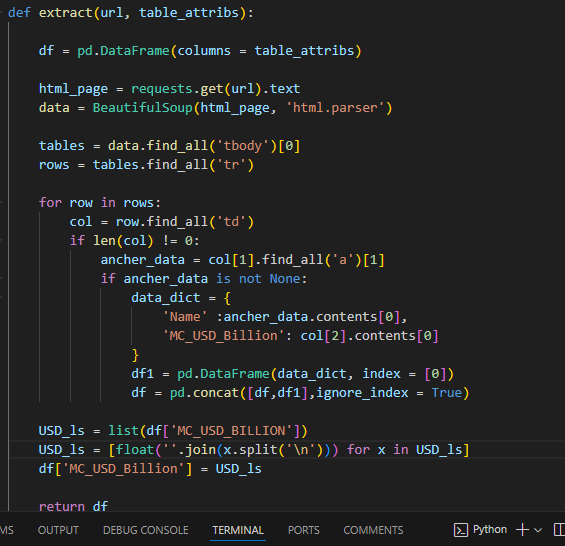 def extract(url, table_attribs):
df = pd.DataFrame(columns = table_attribs)
html_page = requests.get(url).text
data = BeautifulSoup(html_page, 'html.parser')
tables = data.find_all('tbody')[0]
rows = tables.find_all('tr')
for row in rows:
col = row.find_all('td')
if len(col) != 0:
ancher_data = col[1].find_all('a')[1]
if ancher_data is not None:
data_dict = {
'Name' :ancher_data.contents[0],
'MC_USD_Billion': col[2].contents[0]
}
df1 = pd.DataFrame(data_dict, index = [0])
df = pd.concat([df,df1],ignore_index = True)
USD_ls = list(df['MC_USD_BILLION'])
USD_ls = [float(''.join(x.split('\n'))) for x in USD_ls]
df['MC_USD_Billion'] = USD_ls
return df
MS OUTPUT DEBUG CONSOLE TERMINAL PORTS COMMENTS Python